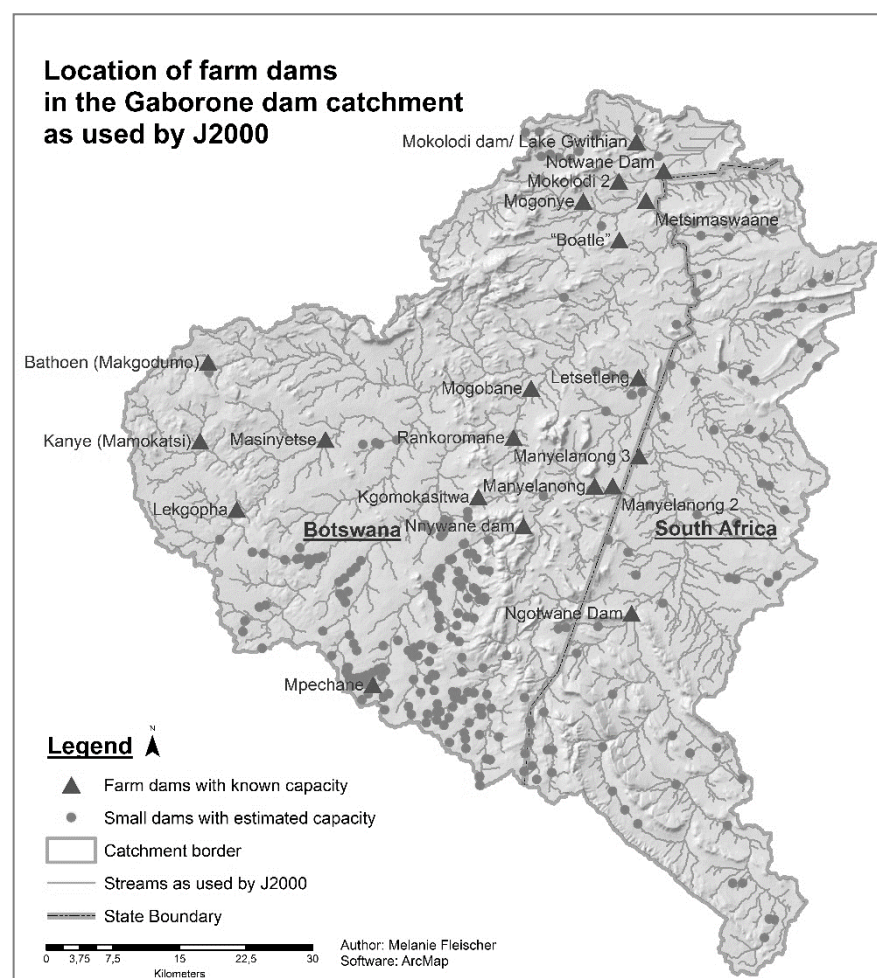 Location of farm dams
in the Gaborone dam catchment
as used by J2000
Mokolodi dam/ Lake Gwithian
Notwane Dam
Mokolodi 2
Mogonye
Metsimaswaane
"Boatle"
Bathoen (Makgodumo)
Mogobane
Letsetleng
Kanye (Mamokatsi)
Masinyetse
Rankoromane
Manyelanong 3
Kgomokasitwa
Manyelanong
Manyelanong 2
Lekgopha
Botswana
Nnywane dam
South Africa
Ngotwane Dam
Mpechane
Legend
N
Farm dams with known capacity
Small dams with estimated capacity
Catchment border
Streams as used by J2000
State Boundary
0 3,75 7,5 15 22,5 30
Kilometers
Author: Melanie Fleischer
Software: ArcMap